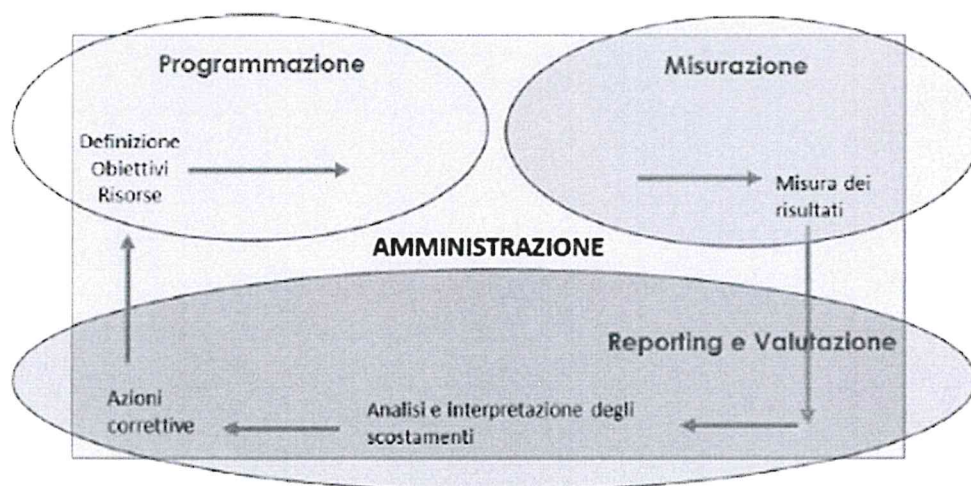 Programmazione
Misurazione
Definizione
Obiettivi
Risorse
Misura dei
risultati
AMMINISTRAZIONE
Reporting e Valutazione
Azioni
correttive
Analisi e interpretazione degli
scostamenti